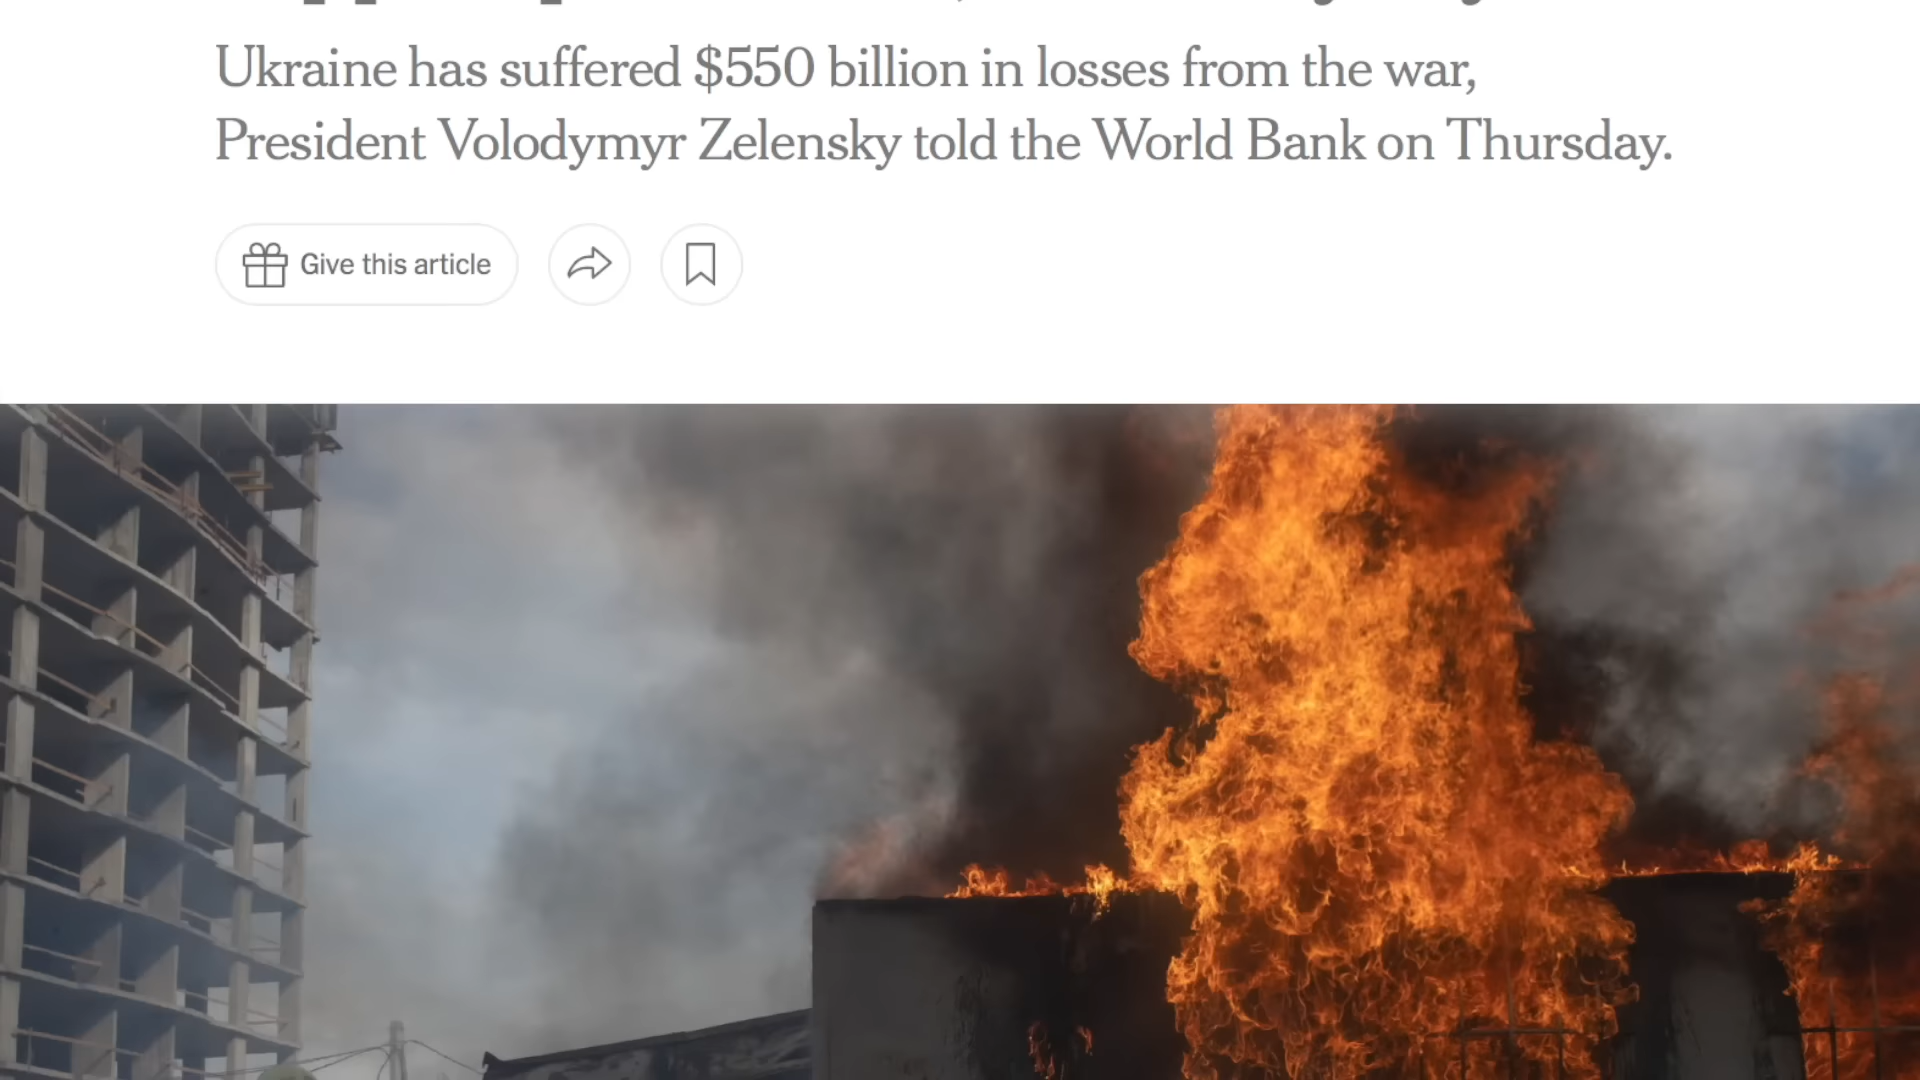 Ukraine has suffered $550 billion in losses from the war,
President Volodymyr Zelensky told the World Bank on Thursday.
Give this article